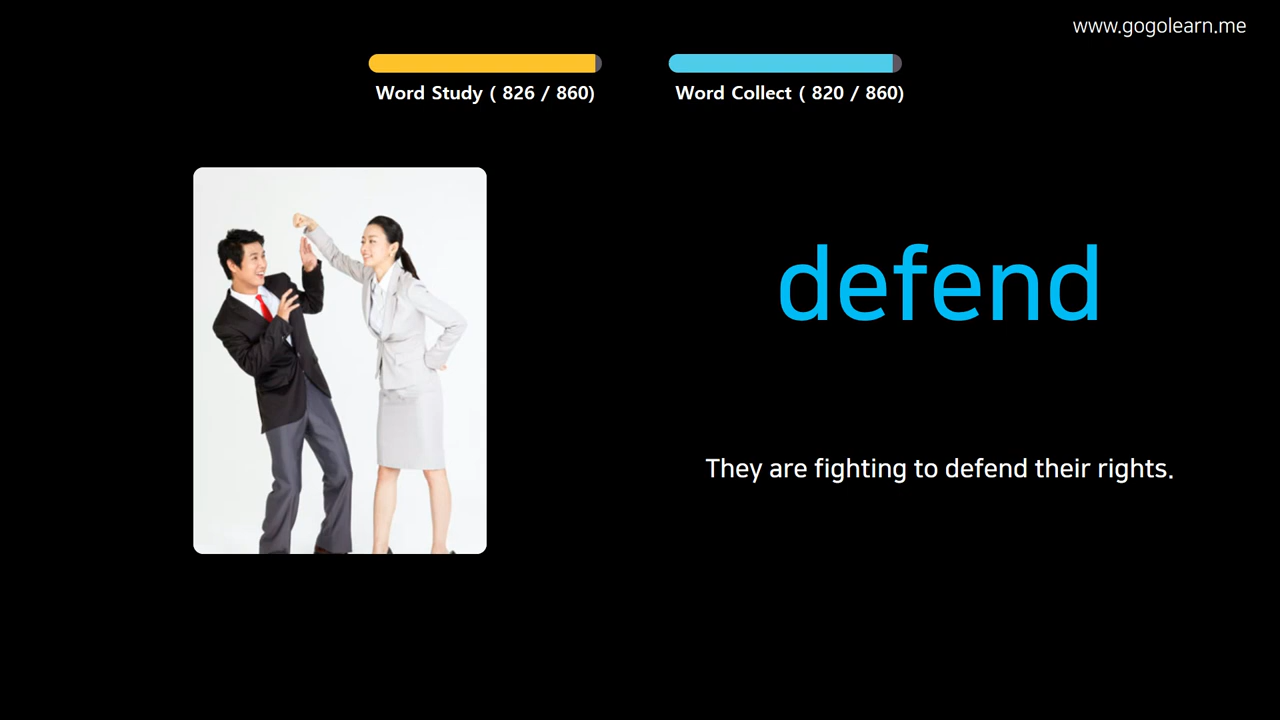 www.gogolearn.me
Word Study ( 826 / 860)
Word Collect ( 820 / 860)
defend
They are fighting to defend their rights.